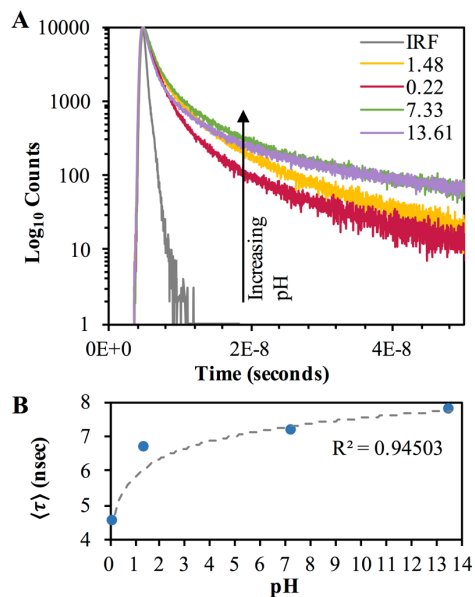 A
10000
1000
100
10
1
Log10 Counts
IRF
1.48
0.22
7.33
13.61
Increasing
pH
0E+0
2E-8
4E-8
Time (seconds)
B
8
7
6
5
4
⟨τ⟩ (nsec)
R² = 0.94503
0 1 2 3 4 5 6 7 8 9 10 11 12 13 14
pH